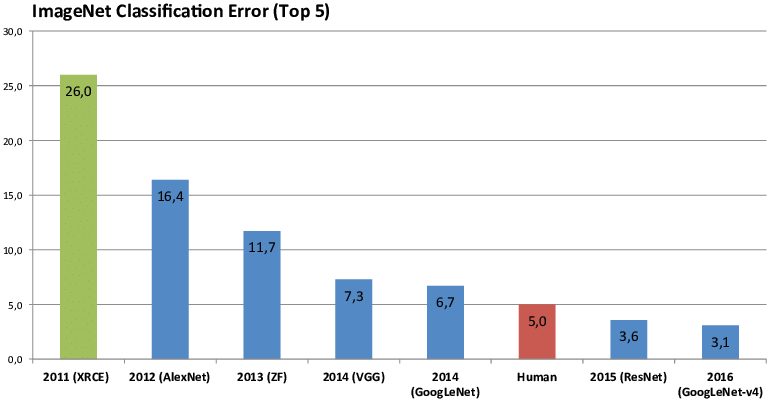 ImageNet Classification Error (Top 5)
30,0
25,0
20,0
15,0
10,0
5,0
0,0
26,0
16,4
11,7
7,3
6,7
5,0
3,6
3,1
2011 (XRCE)
2012 (AlexNet)
2013 (ZF)
2014 (VGG)
2014
(GoogLeNet)
Human
2015 (ResNet)
2016
(GoogLeNet-v4)